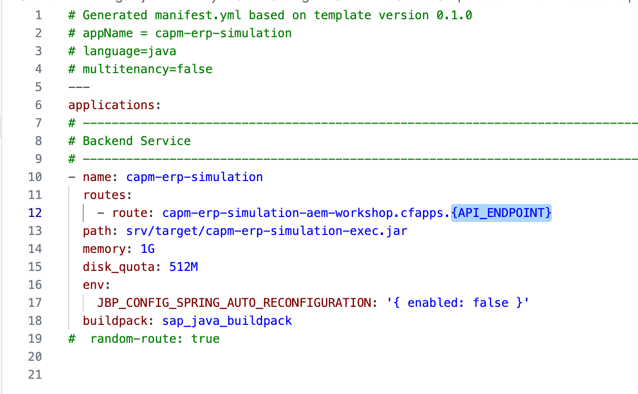 1 # Generated manifest.yml based on template version 0.1.0
2 # appName = capm-erp-simulation
3 # language=java
4 # multitenancy=false
5 ---
6 applications:
7 # -----------------------------------------------------------------------
8 # Backend Service
9 # -----------------------------------------------------------------------
10 - name: capm-erp-simulation
11 routes:
12 - route: capm-erp-simulation-aem-workshop.cfapps.{API_ENDPOINT}
13 path: srv/target/capm-erp-simulation-exec.jar
14 memory: 1G
15 disk_quota: 512M
16 env:
17 JBP_CONFIG_SPRING_AUTO_RECONFIGURATION: '{ enabled: false }'
18 buildpack: sap_java_buildpack
19 #  random-route: true
20
21